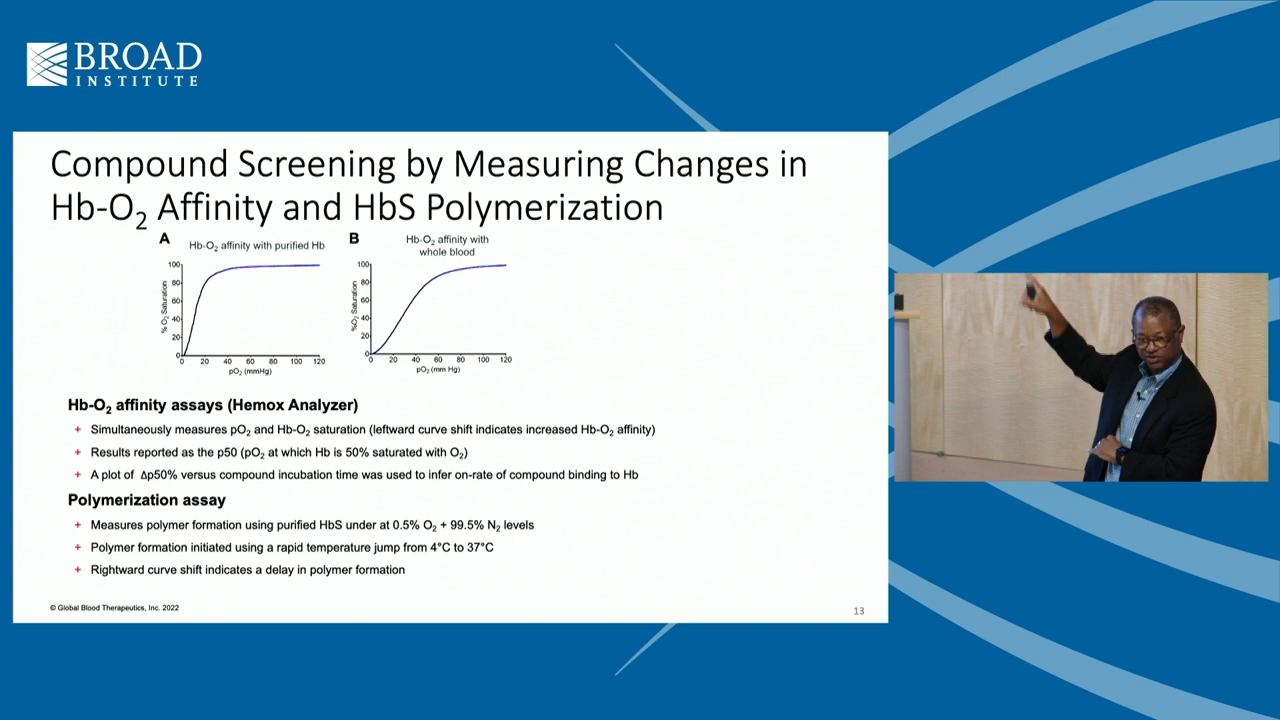 BROAD
INSTITUTE
Compound Screening by Measuring Changes in
Hb-O₂ Affinity and HbS Polymerization
A
Hb-O₂ affinity with purified Hb
100
80
60
40
20
0
% O₂ Saturation
0 20 40 60 80 100 120
pO₂ (mmHg)
B
Hb-O₂ affinity with
whole blood
100
80
60
40
20
0
%O₂ Saturation
0 20 40 60 80 100 120
pO₂ (mm Hg)
Hb-O₂ affinity assays (Hemox Analyzer)
+ Simultaneously measures pO₂ and Hb-O₂ saturation (leftward curve shift indicates increased Hb-O₂ affinity)
+ Results reported as the p50 (pO₂ at which Hb is 50% saturated with O₂)
+ A plot of Δp50% versus compound incubation time was used to infer on-rate of compound binding to Hb
Polymerization assay
+ Measures polymer formation using purified HbS under at 0.5% O₂ + 99.5% N₂ levels
+ Polymer formation initiated using a rapid temperature jump from 4°C to 37°C
+ Rightward curve shift indicates a delay in polymer formation
© Global Blood Therapeutics, Inc. 2022
13